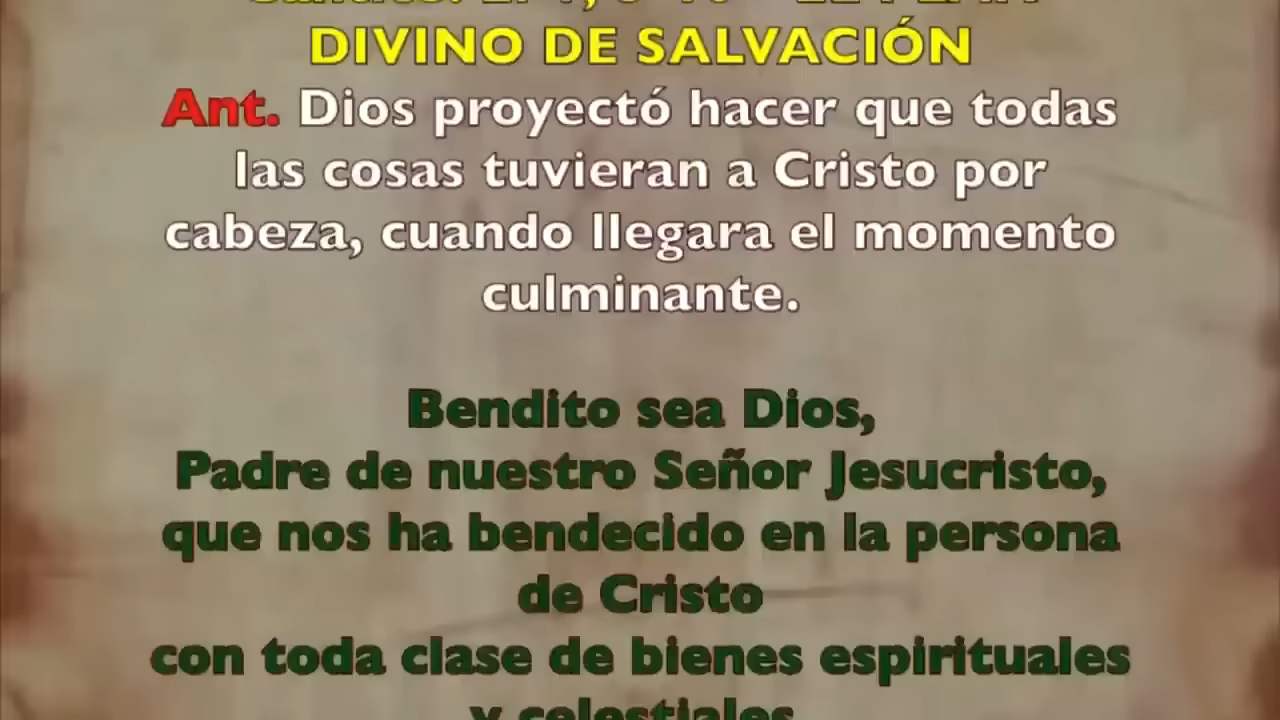 DIVINO DE SALVACIÓN
Ant. Dios proyectó hacer que todas
las cosas tuvieran a Cristo por
cabeza, cuando llegara el momento
culminante.
Bendito sea Dios,
Padre de nuestro Señor Jesucristo,
que nos ha bendecido en la persona
de Cristo
con toda clase de bienes espirituales
y celestiales